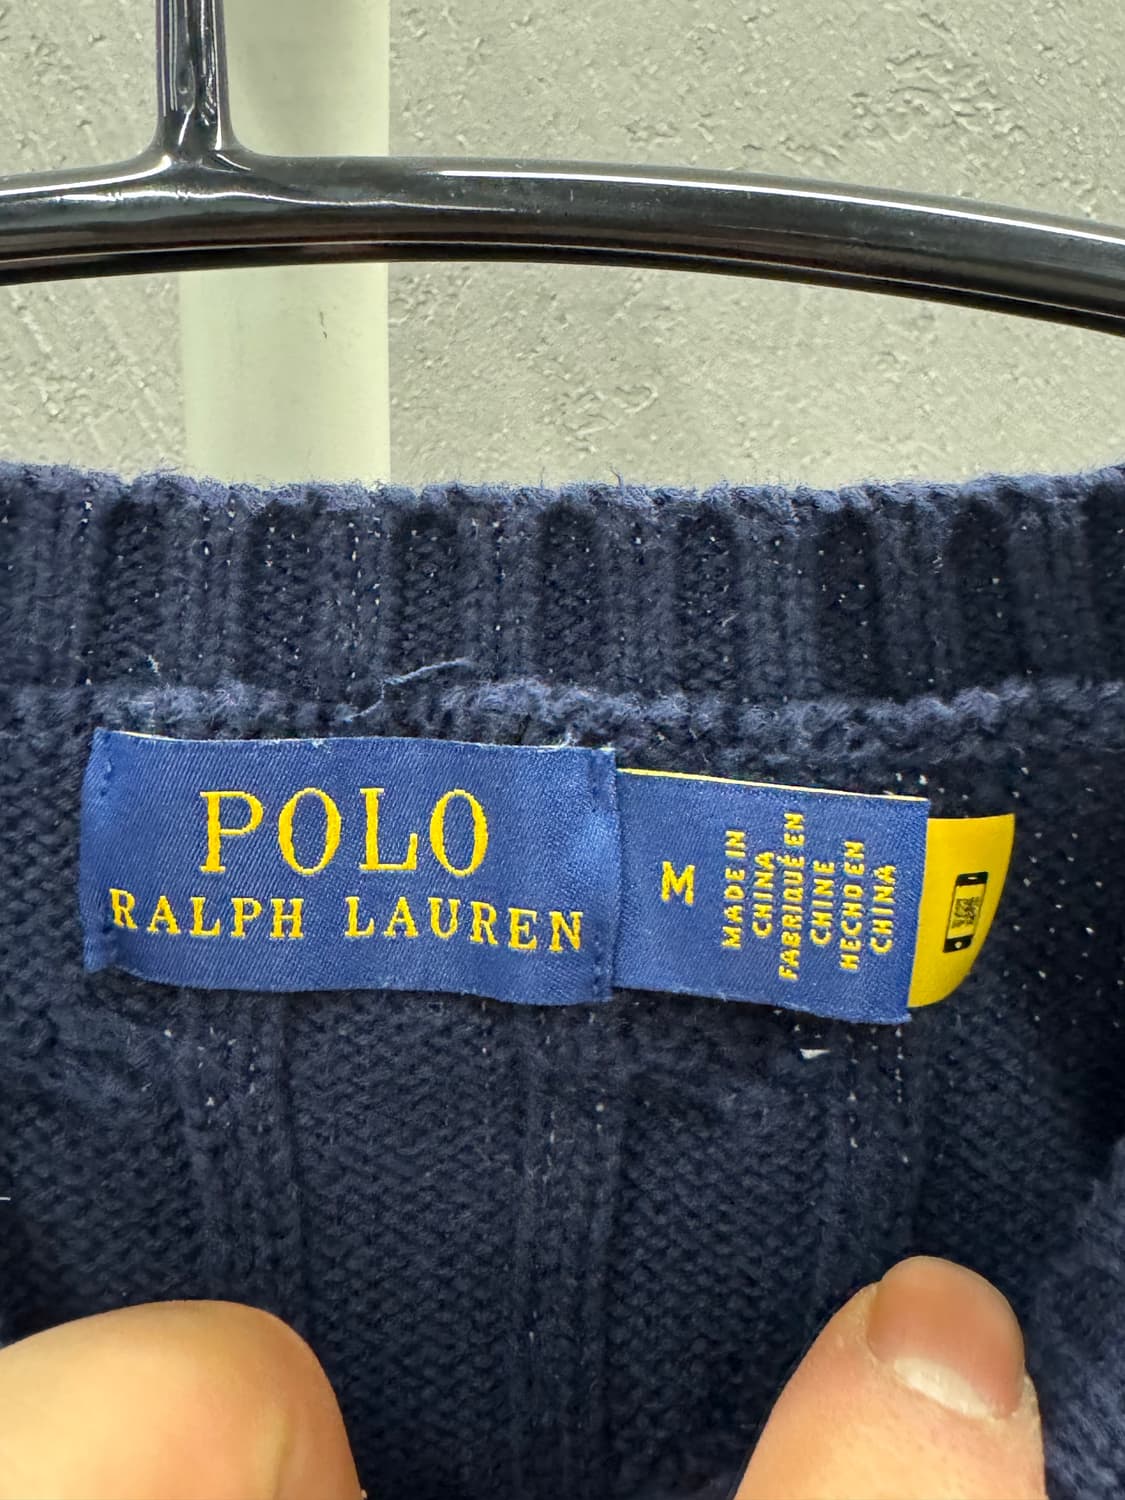 POLO
RALPH LAUREN
M
MADE IN
CHINA
FABRIQUÉ EN
CHINE
HECHO EN
CHINA